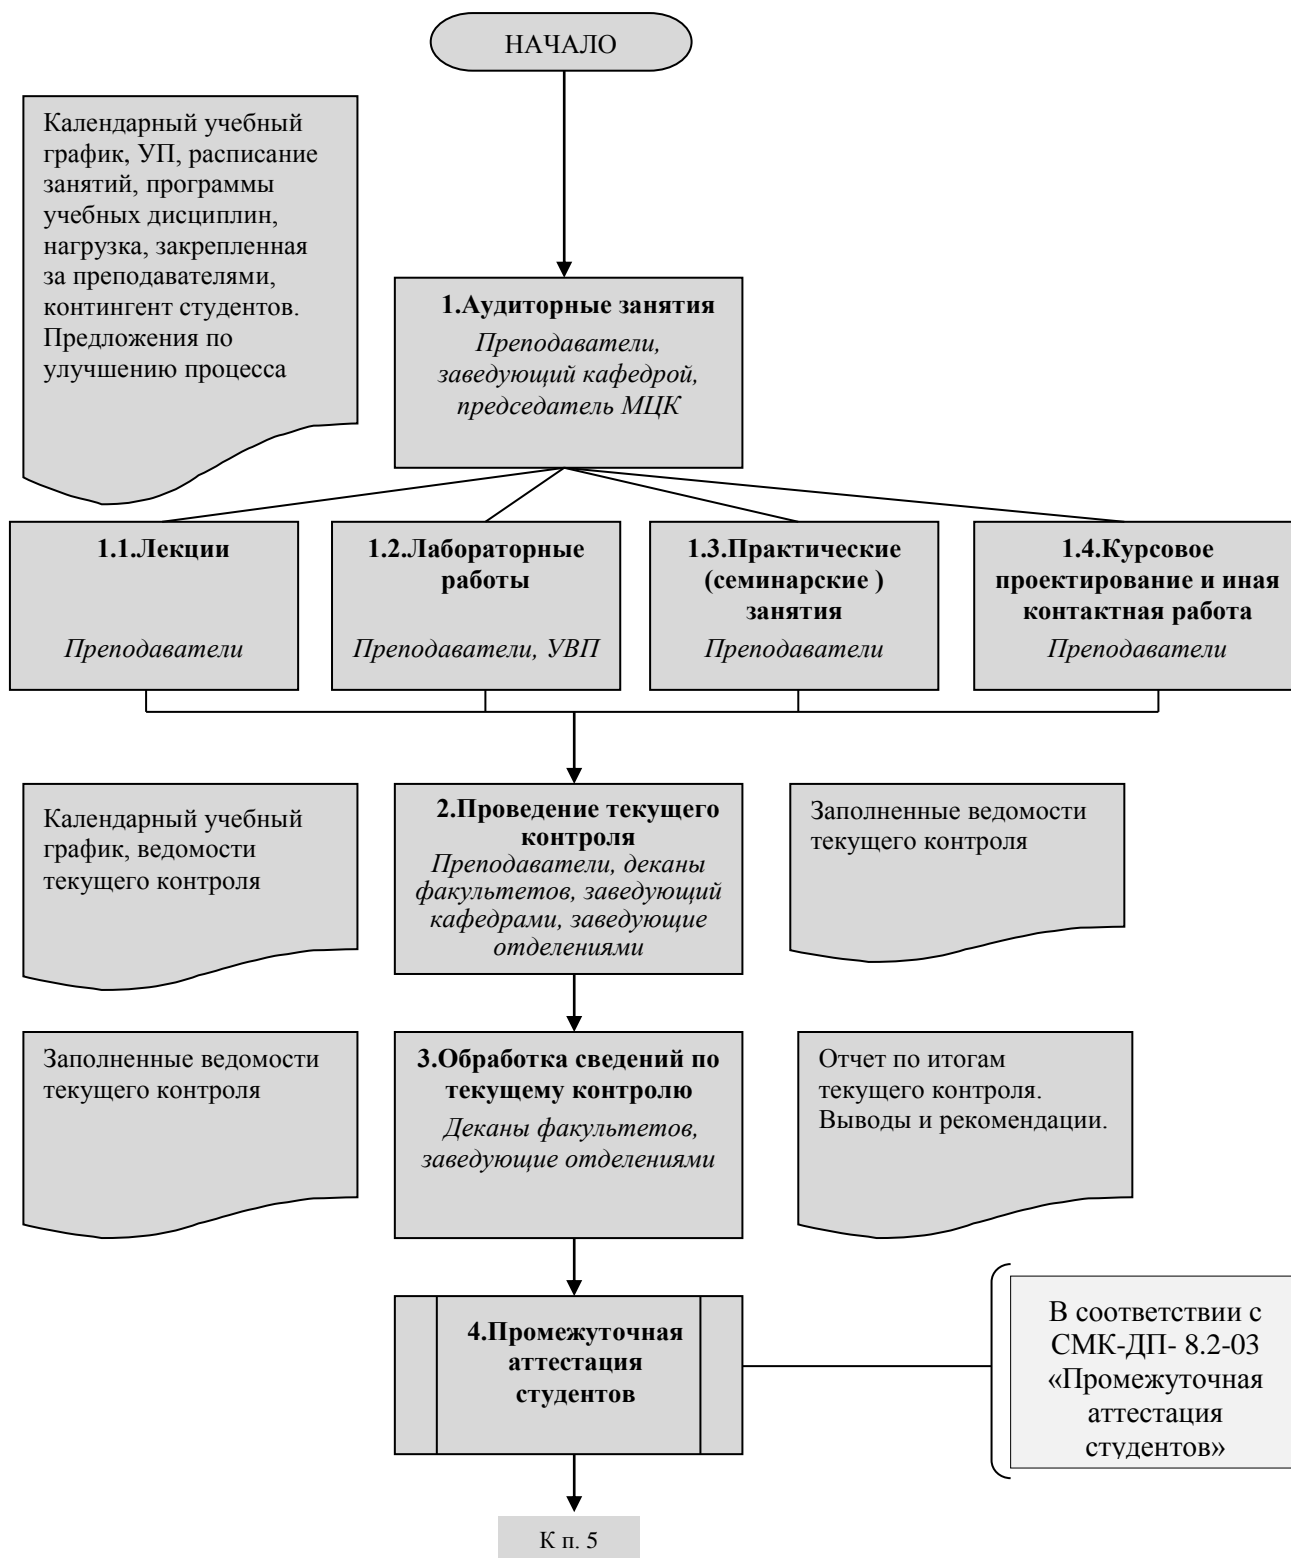 НАЧАЛО
Календарный учебный
график, УП, расписание
занятий, программы
учебных дисциплин,
нагрузка, закрепленная
за преподавателями,
контингент студентов.
Предложения по
улучшению процесса
1.Аудиторные занятия
Преподаватели,
заведующий кафедрой,
председатель МЦК
1.1.Лекции
Преподаватели
1.2.Лабораторные
работы
Преподаватели, УВП
1.3.Практические
(семинарские )
занятия
Преподаватели
1.4.Курсовое
проектирование и иная
контактная работа
Преподаватели
Календарный учебный
график, ведомости
текущего контроля
2.Проведение текущего
контроля
Преподаватели, деканы
факультетов, заведующий
кафедрами, заведующие
отделениями
Заполненные ведомости
текущего контроля
Заполненные ведомости
текущего контроля
3.Обработка сведений по
текущему контролю
Деканы факультетов,
заведующие отделениями
Отчет по итогам
текущего контроля.
Выводы и рекомендации.
4.Промежуточная
аттестация
студентов
В соответствии с
СМК-ДП- 8.2-03
«Промежуточная
аттестация
студентов»
К п. 5